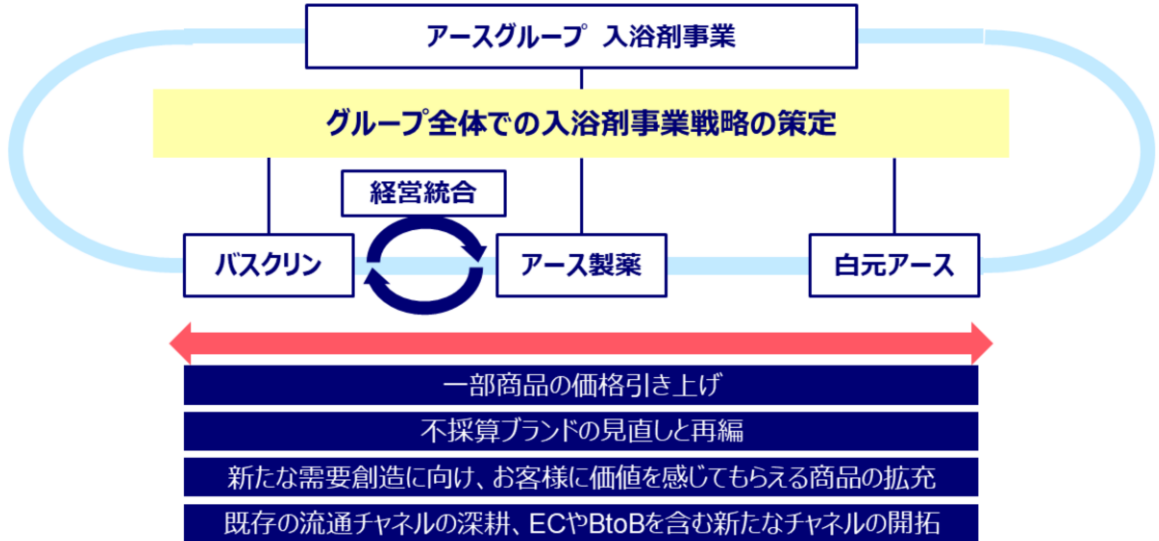 アースグループ 入浴剤事業
グループ全体での入浴剤事業戦略の策定
経営統合
バスクリン
アース製薬
白元アース
一部商品の価格引き上げ
不採算ブランドの見直しと再編
新たな需要創造に向け、お客様に価値を感じてもらえる商品の拡充
既存の流通チャネルの深耕、ECやBtoBを含む新たなチャネルの開拓